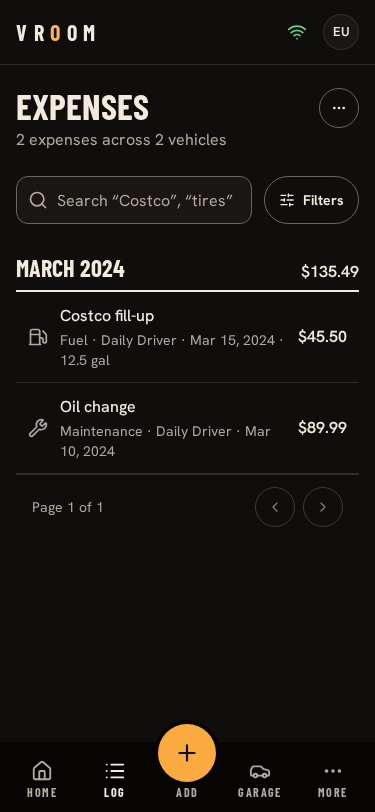 VROOM
EU
EXPENSES
2 expenses across 2 vehicles
Search “Costco”, “tires”
Filters
MARCH 2024
$135.49
Costco fill-up
Fuel · Daily Driver · Mar 15, 2024 ·
12.5 gal
$45.50
Oil change
Maintenance · Daily Driver · Mar
10, 2024
$89.99
Page 1 of 1
HOME
LOG
ADD
GARAGE
MORE